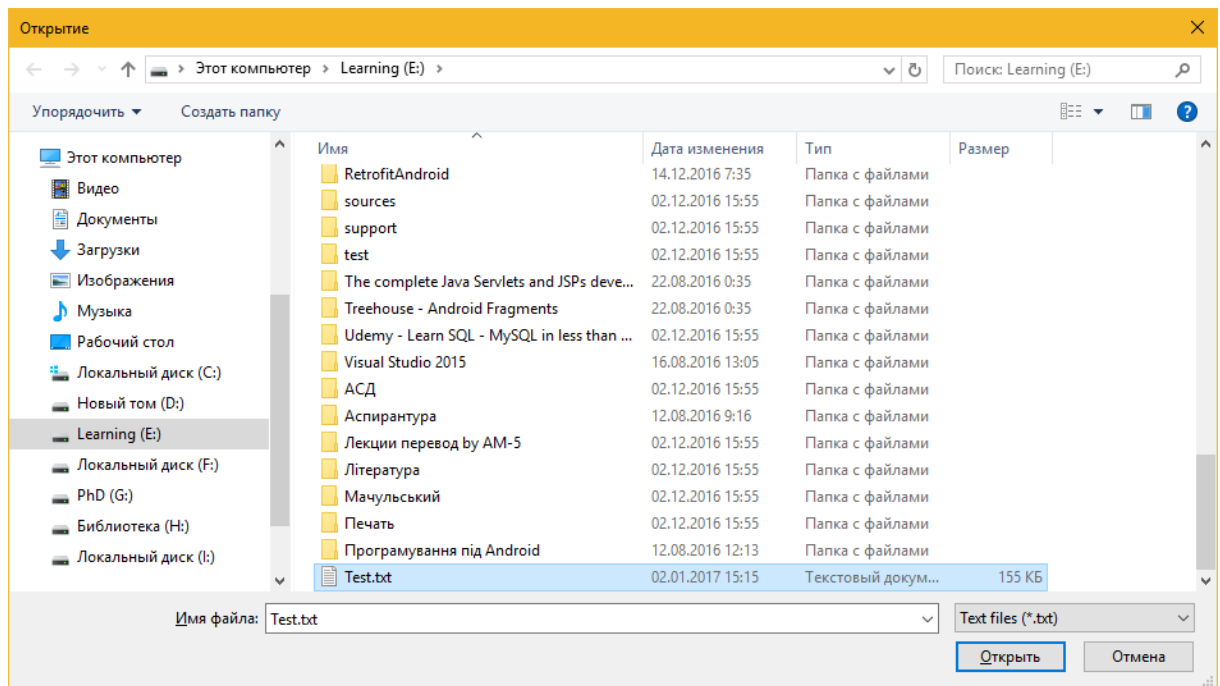 Открытие
Этот компьютер > Learning (E:) >
Поиск: Learning (E:)
Упорядочить
Создать папку
Этот компьютер
Видео
Документы
Загрузки
Изображения
Музыка
Рабочий стол
Локальный диск (C:)
Новый том (D:)
Learning (E:)
Локальный диск (F:)
PhD (G:)
Библиотека (H:)
Локальный диск (I:)
Имя Дата изменения Тип Размер
RetrofitAndroid 14.12.2016 7:35 Папка с файлами
sources 02.12.2016 15:55 Папка с файлами
support 02.12.2016 15:55 Папка с файлами
test 02.12.2016 15:55 Папка с файлами
The complete Java Servlets and JSPs deve... 22.08.2016 0:35 Папка с файлами
Treehouse - Android Fragments 22.08.2016 0:35 Папка с файлами
Udemy - Learn SQL - MySQL in less than ... 02.12.2016 15:55 Папка с файлами
Visual Studio 2015 16.08.2016 13:05 Папка с файлами
АСД 02.12.2016 15:55 Папка с файлами
Аспирантура 12.08.2016 9:16 Папка с файлами
Лекции перевод by AM-5 02.12.2016 15:55 Папка с файлами
Література 02.12.2016 15:55 Папка с файлами
Мачульський 02.12.2016 15:55 Папка с файлами
Печать 02.12.2016 15:55 Папка с файлами
Програмування під Android 12.08.2016 12:13 Папка с файлами
Test.txt 02.01.2017 15:15 Текстовый докум... 155 КБ
Имя файла: Test.txt
Text files (*.txt)
Открыть
Отмена